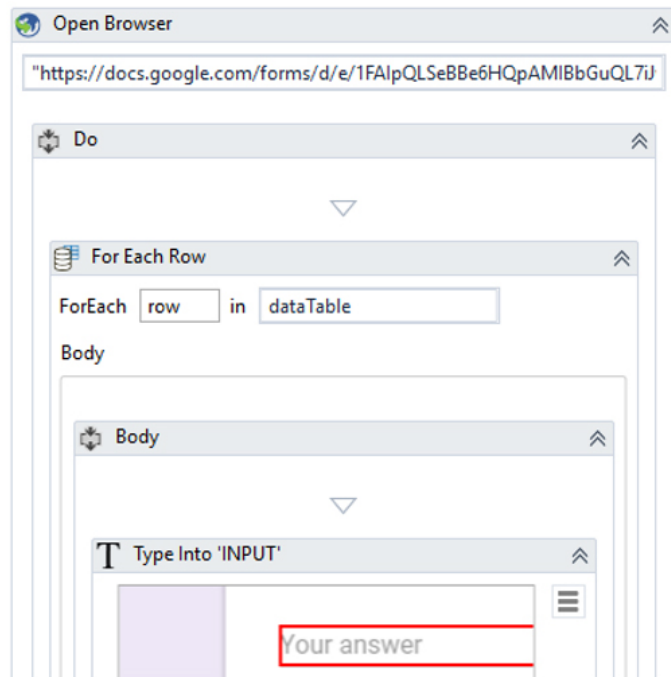 Open Browser
"https://docs.google.com/forms/d/e/1FAIpQLSeBBe6HQpAMIBbGuQL7iJ
Do
For Each Row
ForEach row in dataTable
Body
Body
T Type Into 'INPUT'
Your answer